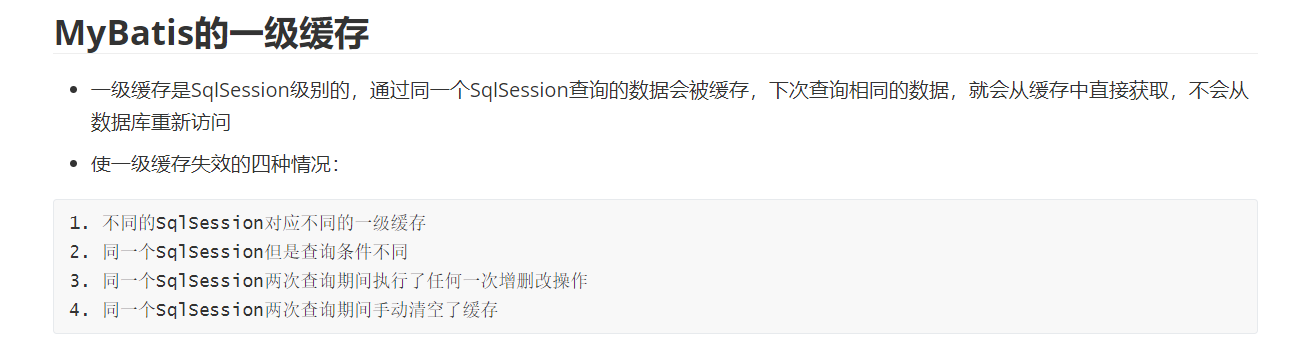 MyBatis的一级缓存
• 一级缓存是SqlSession级别的，通过同一个SqlSession查询的数据会被缓存，下次查询相同的数据，就会从缓存中直接获取，不会从
数据库重新访问
• 使一级缓存失效的四种情况：
1. 不同的SqlSession对应不同的一级缓存
2. 同一个SqlSession但是查询条件不同
3. 同一个SqlSession两次查询期间执行了任何一次增删改操作
4. 同一个SqlSession两次查询期间手动清空了缓存